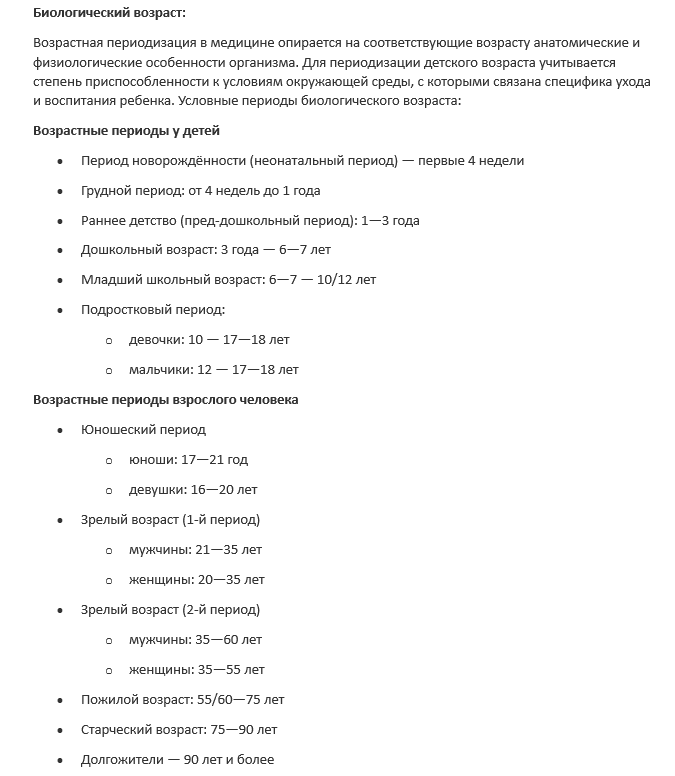 Биологический возраст:
Возрастная периодизация в медицине опирается на соответствующие возрасту анатомические и
физиологические особенности организма. Для периодизации детского возраста учитывается
степень приспособленности к условиям окружающей среды, с которыми связана специфика ухода
и воспитания ребенка. Условные периоды биологического возраста:
Возрастные периоды у детей
• Период новорождённости (неонатальный период) — первые 4 недели
• Грудной период: от 4 недель до 1 года
• Раннее детство (пред-дошкольный период): 1—3 года
• Дошкольный возраст: 3 года — 6—7 лет
• Младший школьный возраст: 6—7 — 10/12 лет
• Подростковый период:
o девочки: 10 — 17—18 лет
o мальчики: 12 — 17—18 лет
Возрастные периоды взрослого человека
• Юношеский период
o юноши: 17—21 год
o девушки: 16—20 лет
• Зрелый возраст (1-й период)
o мужчины: 21—35 лет
o женщины: 20—35 лет
• Зрелый возраст (2-й период)
o мужчины: 35—60 лет
o женщины: 35—55 лет
• Пожилой возраст: 55/60—75 лет
• Старческий возраст: 75—90 лет
• Долгожители — 90 лет и более